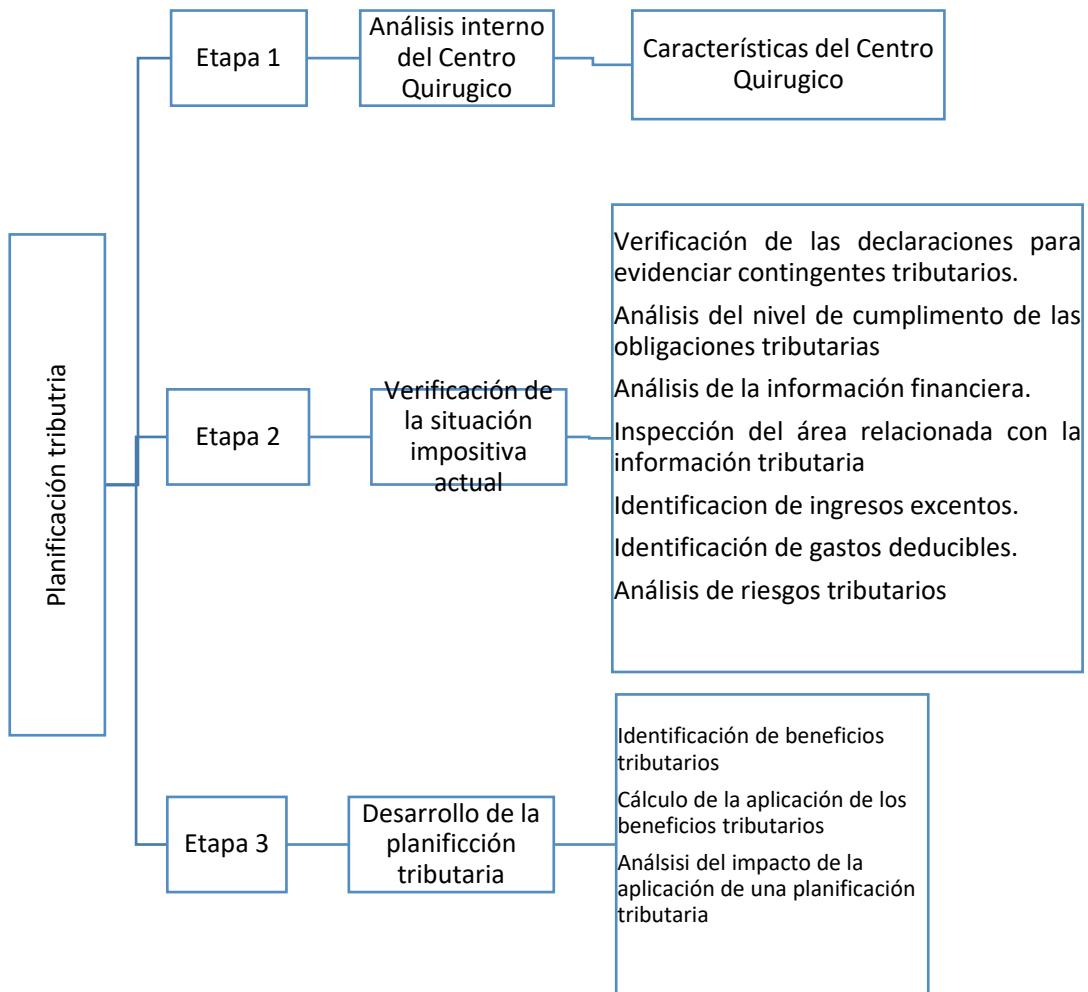 Planificación tributria
Etapa 1
Análisis interno
del Centro
Quirugico
Características del Centro
Quirugico
Etapa 2
Verificación de
la situación
impositiva
actual
Verificación de las declaraciones para
evidenciar contingentes tributarios.
Análisis del nivel de cumplimento de las
obligaciones tributarias
Análisis de la información financiera.
Inspección del área relacionada con la
información tributaria
Identificacion de ingresos excentos.
Identificación de gastos deducibles.
Análisis de riesgos tributarios
Etapa 3
Desarrollo de la
planificción
tributaria
Identificación de beneficios
tributarios
Cálculo de la aplicación de los
beneficios tributarios
Análsisi del impacto de la
aplicación de una planificación
tributaria